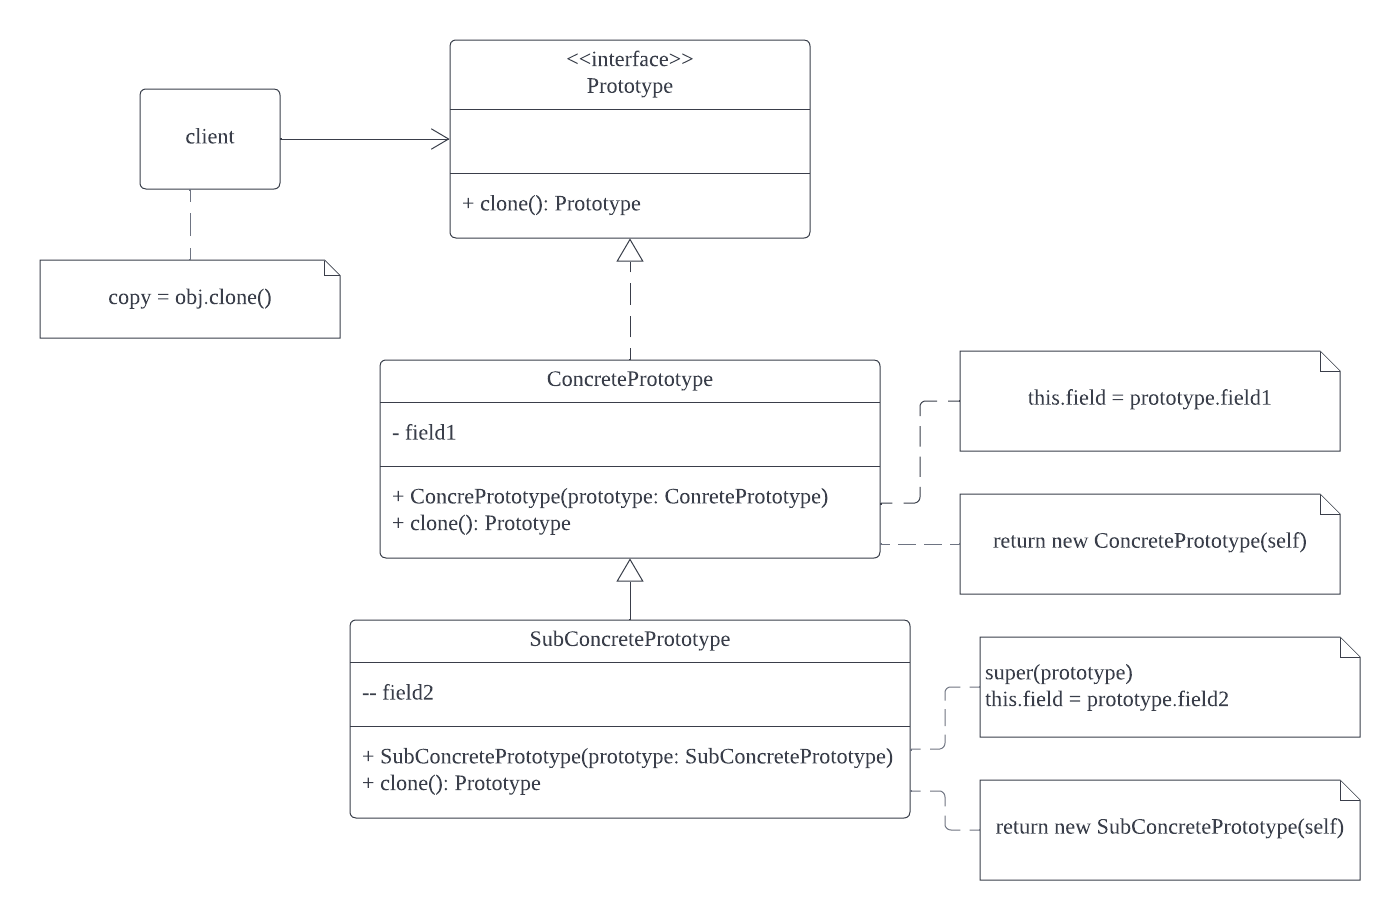 <<interface>>
Prototype
client
+ clone(): Prototype
copy = obj.clone()
ConcretePrototype
- field1
+ ConcrePrototype(prototype: ConretePrototype)
+ clone(): Prototype
this.field = prototype.field1
return new ConcretePrototype(self)
SubConcretePrototype
-- field2
+ SubConcretePrototype(prototype: SubConcretePrototype)
+ clone(): Prototype
super(prototype)
this.field = prototype.field2
return new SubConcretePrototype(self)